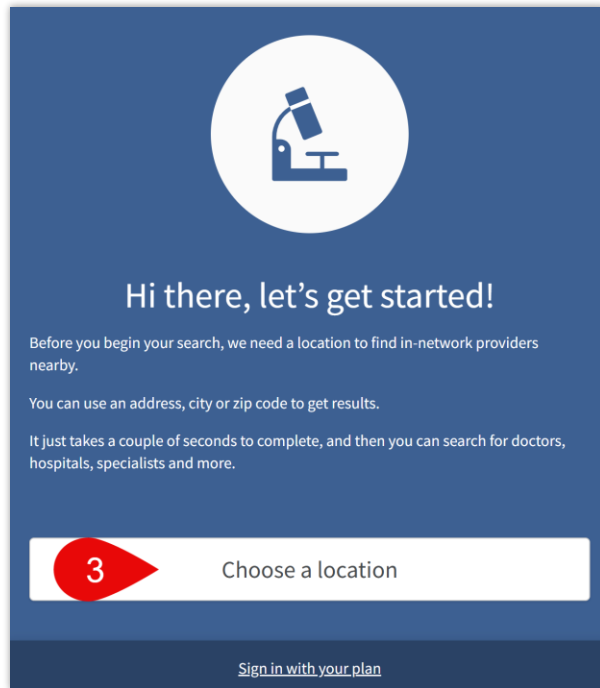 Hi there, let’s get started!
Before you begin your search, we need a location to find in-network providers
nearby.
You can use an address, city or zip code to get results.
It just takes a couple of seconds to complete, and then you can search for doctors,
hospitals, specialists and more.
3
Choose a location
Sign in with your plan